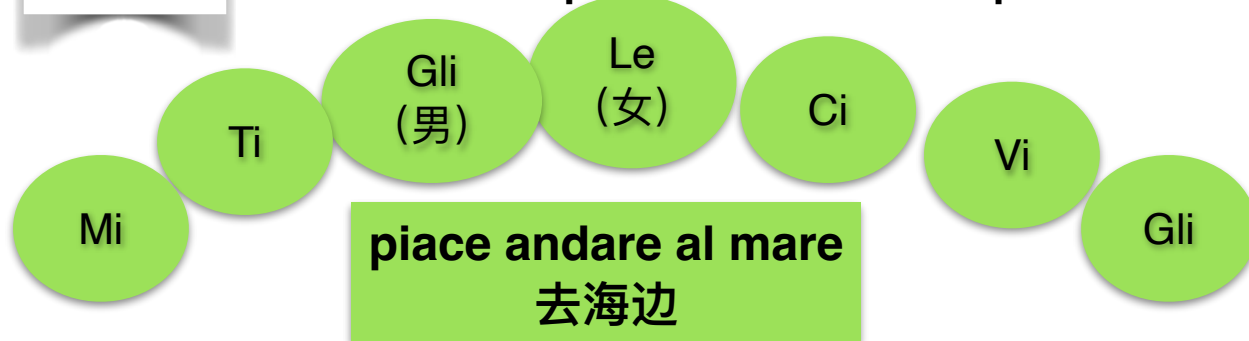 Mi
Ti
Gli
(男)
Le
(女)
Ci
Vi
Gli
piace andare al mare
去海边